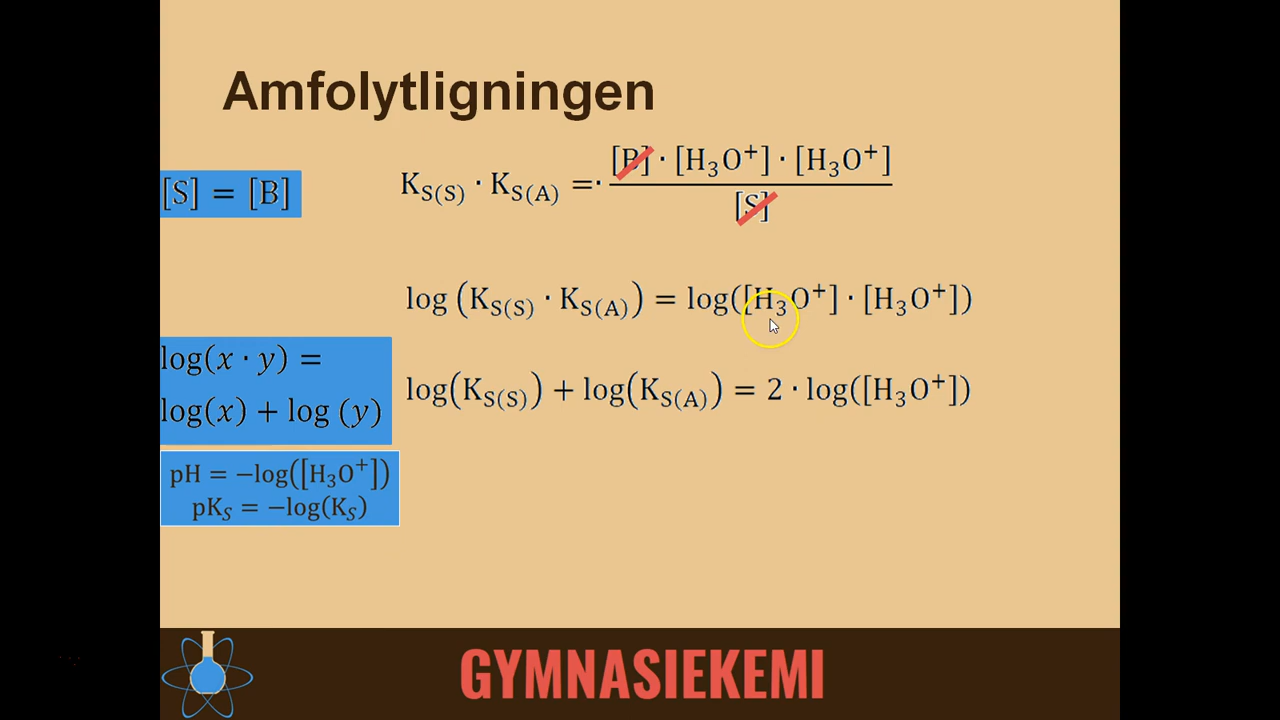 Amfolytligningen
[S] = [B]
K_S(S) · K_S(A) =· [B] · [H₃O⁺] · [H₃O⁺] / [S]
log (K_S(S) · K_S(A)) = log([H₃O⁺] · [H₃O⁺])
log(x · y) =
log(x) + log (y)
log(K_S(S)) + log(K_S(A)) = 2 · log([H₃O⁺])
pH = −log([H₃O⁺])
pK_S = −log(K_S)
GYMNASIEKEMI